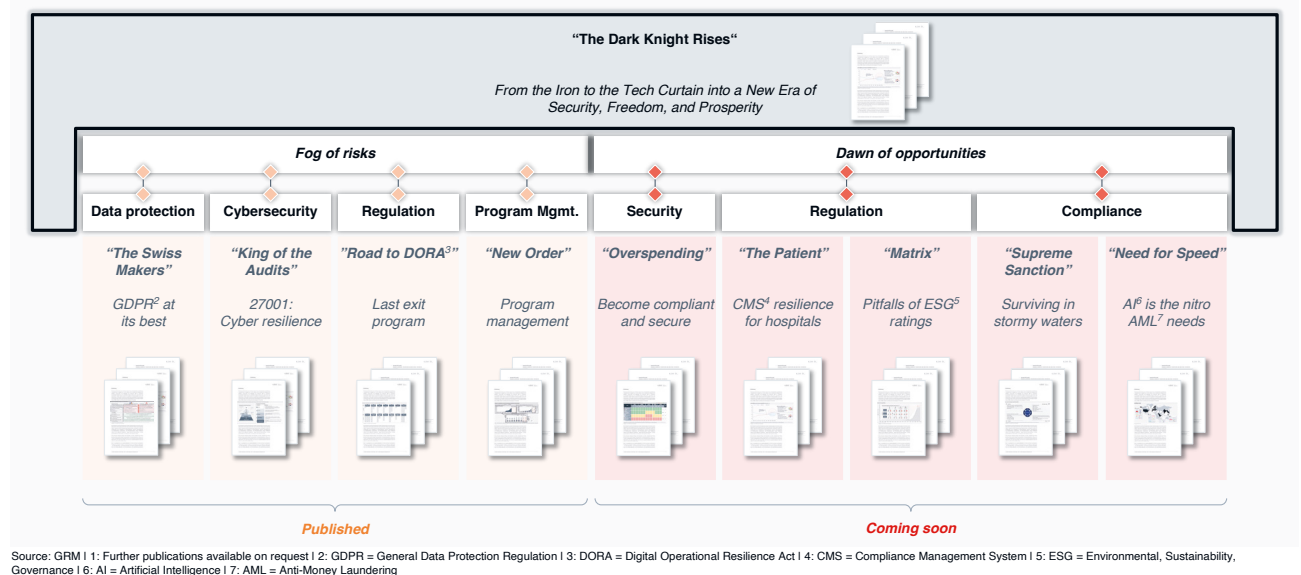 “The Dark Knight Rises“
From the Iron to the Tech Curtain into a New Era of
Security, Freedom, and Prosperity
Fog of risks
Dawn of opportunities
Data protection
Cybersecurity
Regulation
Program Mgmt.
Security
Regulation
Compliance
“The Swiss
Makers”
GDPR² at
its best
“King of the
Audits”
27001:
Cyber resilience
”Road to DORA³”
Last exit
program
“New Order”
Program
management
“Overspending”
Become compliant
and secure
“The Patient”
CMS⁴ resilience
for hospitals
“Matrix”
Pitfalls of ESG⁵
ratings
“Supreme
Sanction”
Surviving in
stormy waters
“Need for Speed”
AI⁶ is the nitro
AML⁷ needs
Published
Coming soon
Source: GRM I 1: Further publications available on request I 2: GDPR = General Data Protection Regulation I 3: DORA = Digital Operational Resilience Act I 4: CMS = Compliance Management System I 5: ESG = Environmental, Sustainability,
Governance I 6: AI = Artificial Intelligence I 7: AML = Anti-Money Laundering